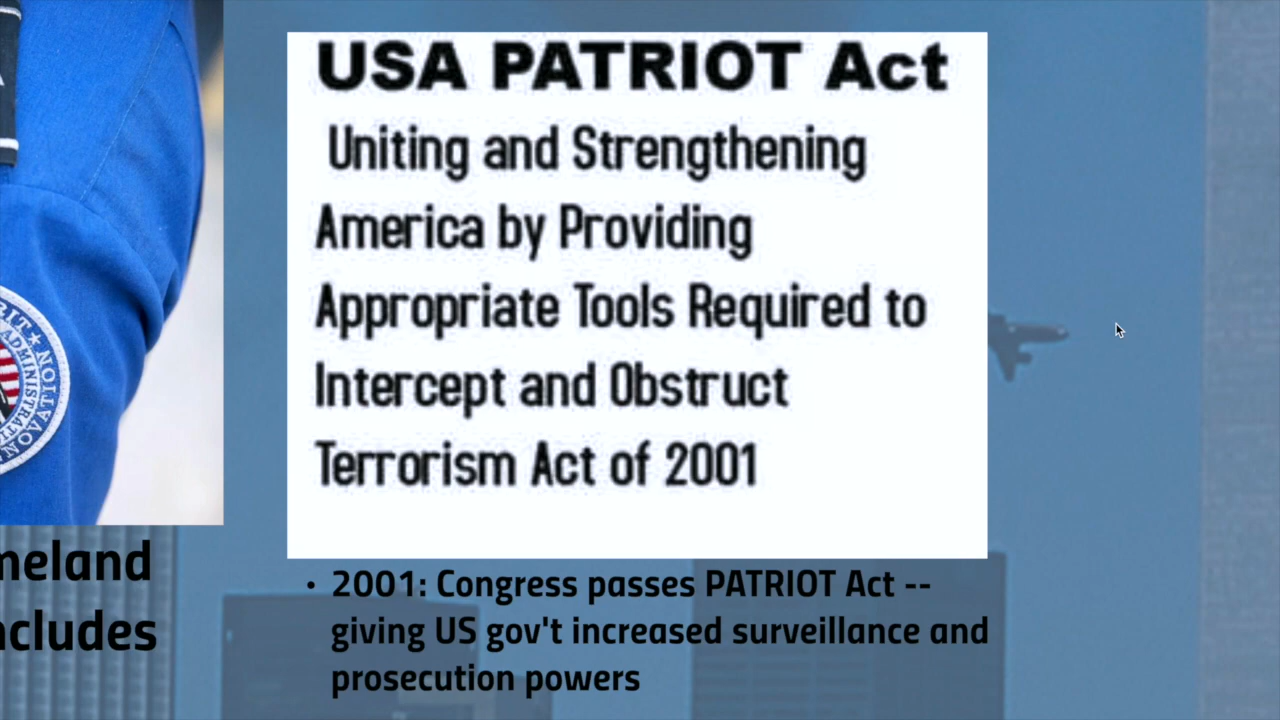 USA PATRIOT Act
Uniting and Strengthening
America by Providing
Appropriate Tools Required to
Intercept and Obstruct
Terrorism Act of 2001
meland
ncludes
• 2001: Congress passes PATRIOT Act --
giving US gov't increased surveillance and
prosecution powers
ADMINISTRATION